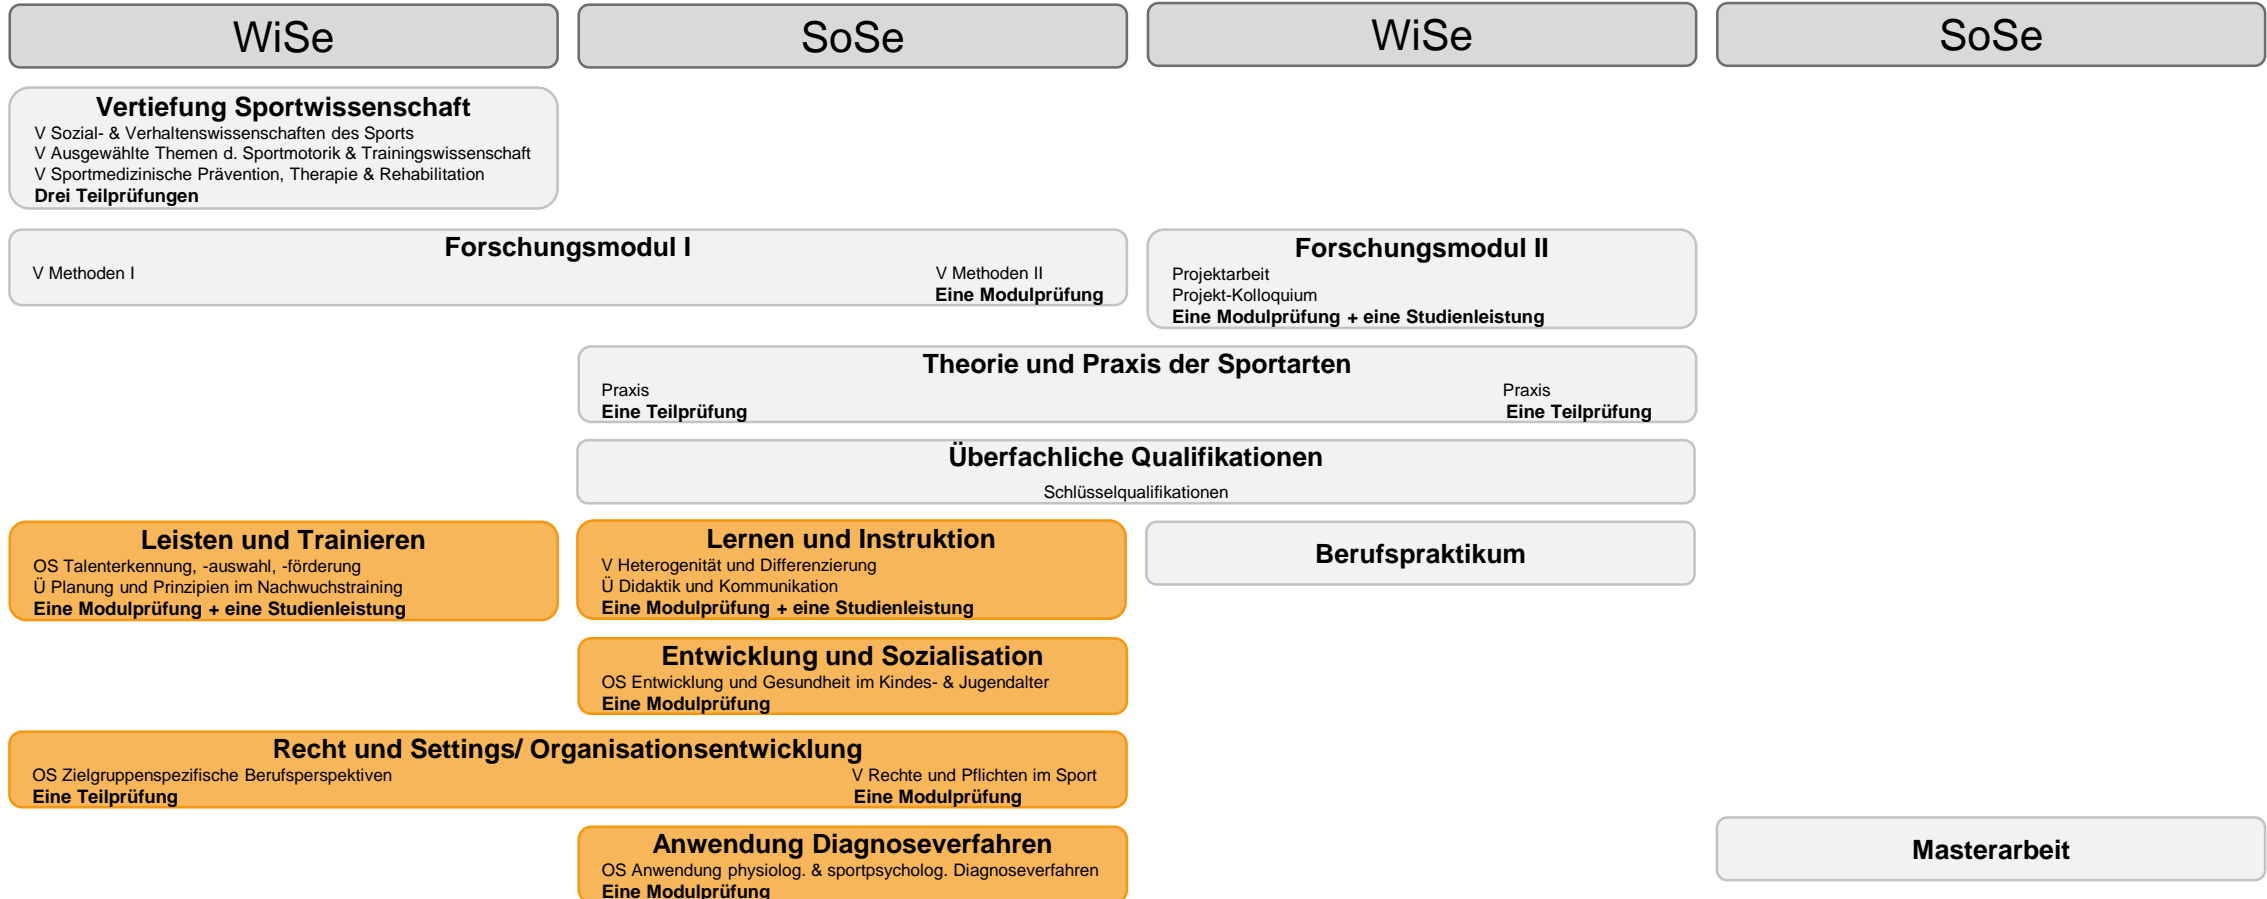 WiSe
SoSe
WiSe
SoSe
Vertiefung Sportwissenschaft
V Sozial- & Verhaltenswissenschaften des Sports
V Ausgewählte Themen d. Sportmotorik & Trainingswissenschaft
V Sportmedizinische Prävention, Therapie & Rehabilitation
Drei Teilprüfungen
Forschungsmodul I
V Methoden I
V Methoden II
Eine Modulprüfung
Forschungsmodul II
Projektarbeit
Projekt-Kolloquium
Eine Modulprüfung + eine Studienleistung
Theorie und Praxis der Sportarten
Praxis
Eine Teilprüfung
Praxis
Eine Teilprüfung
Überfachliche Qualifikationen
Schlüsselqualifikationen
Leisten und Trainieren
OS Talenterkennung, -auswahl, -förderung
Ü Planung und Prinzipien im Nachwuchstraining
Eine Modulprüfung + eine Studienleistung
Lernen und Instruktion
V Heterogenität und Differenzierung
Ü Didaktik und Kommunikation
Eine Modulprüfung + eine Studienleistung
Berufspraktikum
Entwicklung und Sozialisation
OS Entwicklung und Gesundheit im Kindes- & Jugendalter
Eine Modulprüfung
Recht und Settings/ Organisationsentwicklung
OS Zielgruppenspezifische Berufsperspektiven
Eine Teilprüfung
V Rechte und Pflichten im Sport
Eine Modulprüfung
Anwendung Diagnoseverfahren
OS Anwendung physiolog. & sportpsycholog. Diagnoseverfahren
Eine Modulprüfung
Masterarbeit